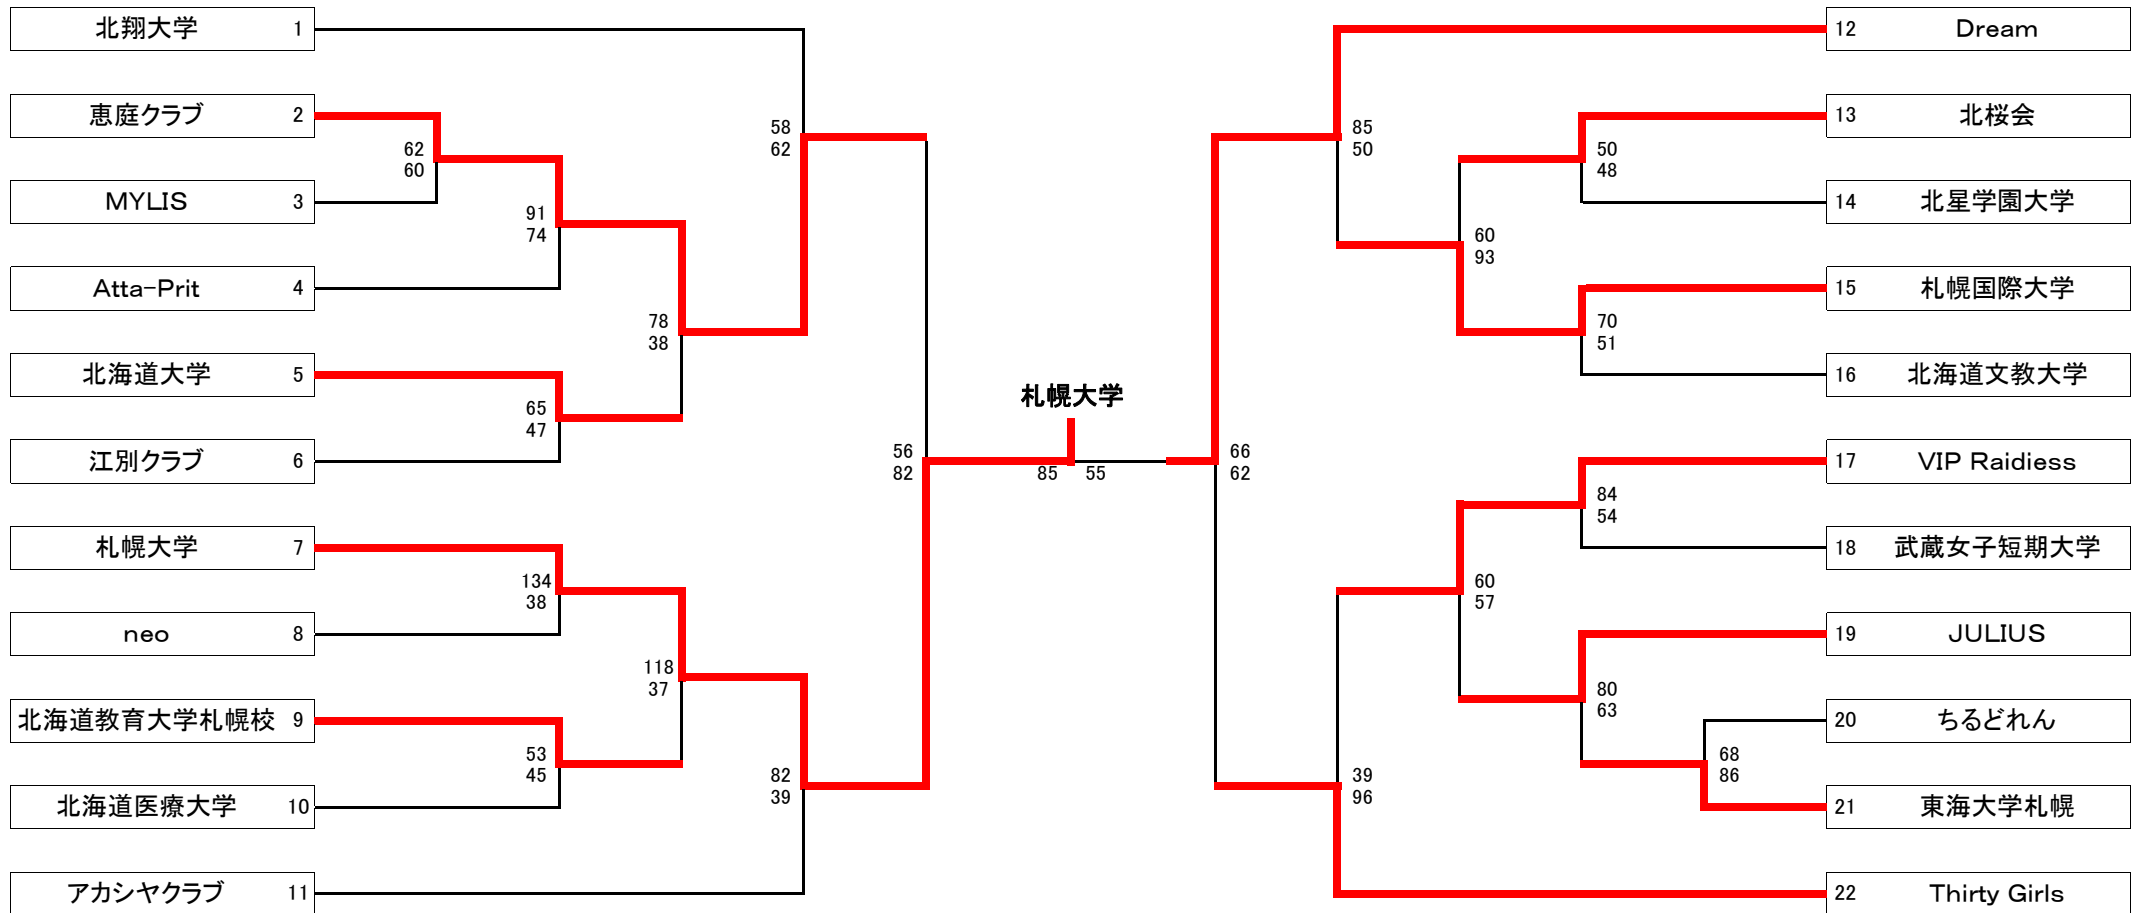 北翔大学 1
恵庭クラブ 2
MYLIS 3
Atta-Prit 4
北海道大学 5
江別クラブ 6
札幌大学 7
neo 8
北海道教育大学札幌校 9
北海道医療大学 10
アカシヤクラブ 11
62
60
91
74
65
47
78
38
58
62
134
38
53
45
118
37
82
39
56
82
札幌大学
85 55
66
62
85
50
39
96
60
93
60
57
50
48
70
51
84
54
80
63
68
86
12 Dream
13 北桜会
14 北星学園大学
15 札幌国際大学
16 北海道文教大学
17 VIP Raidiess
18 武蔵女子短期大学
19 JULIUS
20 ちるどれん
21 東海大学札幌
22 Thirty Girls